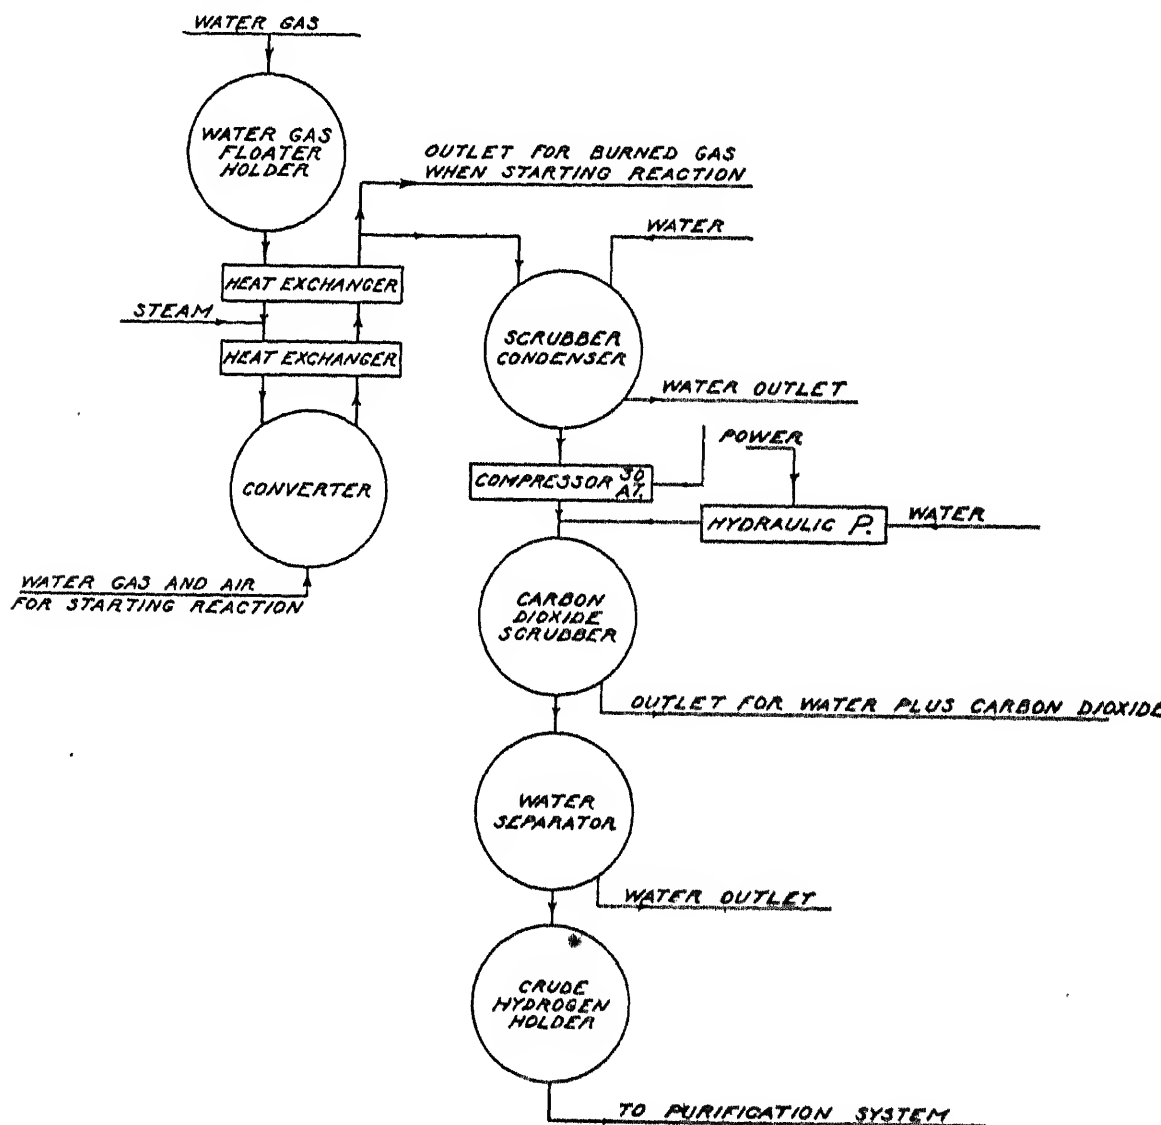 WATER GAS
WATER GAS
FLOATER
HOLDER
OUTLET FOR BURNED GAS
WHEN STARTING REACTION
WATER
HEAT EXCHANGER
STEAM
HEAT EXCHANGER
SCRUBBER
CONDENSER
WATER OUTLET
POWER
CONVERTER
COMPRESSOR 30
AT.
HYDRAULIC P.
WATER
WATER GAS AND AIR
FOR STARTING REACTION
CARBON
DIOXIDE
SCRUBBER
OUTLET FOR WATER PLUS CARBON DIOXIDE
WATER
SEPARATOR
WATER OUTLET
CRUDE
HYDROGEN
HOLDER
TO PURIFICATION SYSTEM